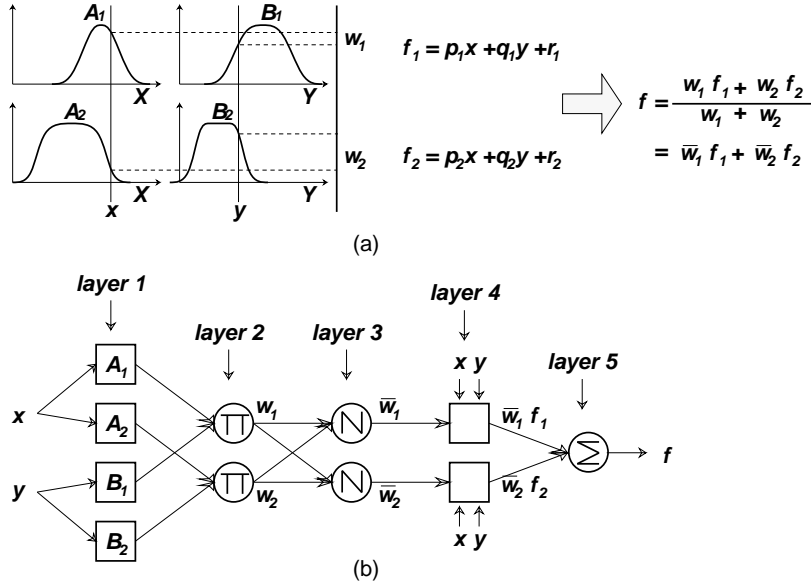 A₁ B₁
w₁ f₁ = p₁x + q₁y + r₁
X Y
A₂ B₂
w₂ f₂ = p₂x + q₂y + r₂
X Y
x y
f = w₁ f₁ + w₂ f₂ / w₁ + w₂
= w̅₁ f₁ + w̅₂ f₂
(a)
layer 1
layer 2
layer 3
layer 4
layer 5
x y
A₁
x A₂
∏ w₁ N w̅₁ w̅₁ f₁
Σ f
y B₁
∏ w₂ N w̅₂ w̅₂ f₂
B₂
x y
(b)